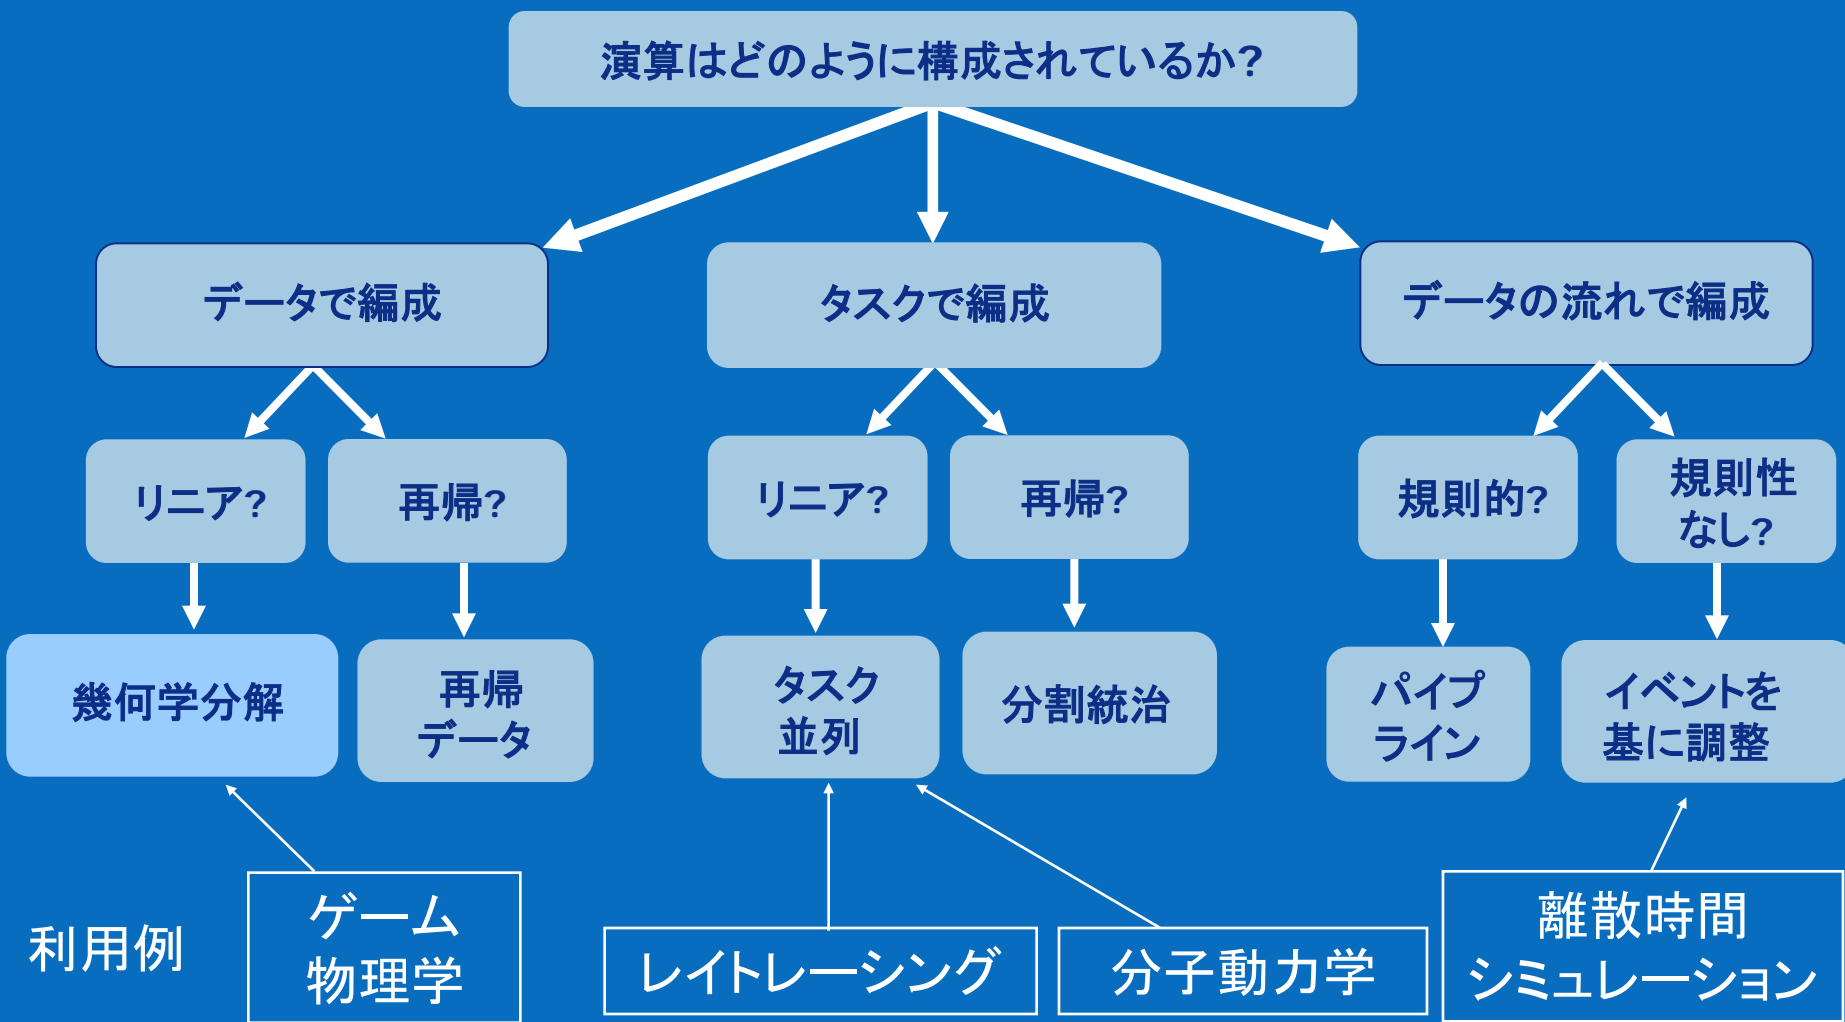 演算はどのように構成されているか?
データで編成
タスクで編成
データの流れで編成
リニア?
再帰?
リニア?
再帰?
規則的?
規則性
なし?
幾何学分解
再帰
データ
タスク
並列
分割統治
パイプ
ライン
イベントを
基に調整
利用例
ゲーム
物理学
レイトレーシング
分子動力学
離散時間
シミュレーション